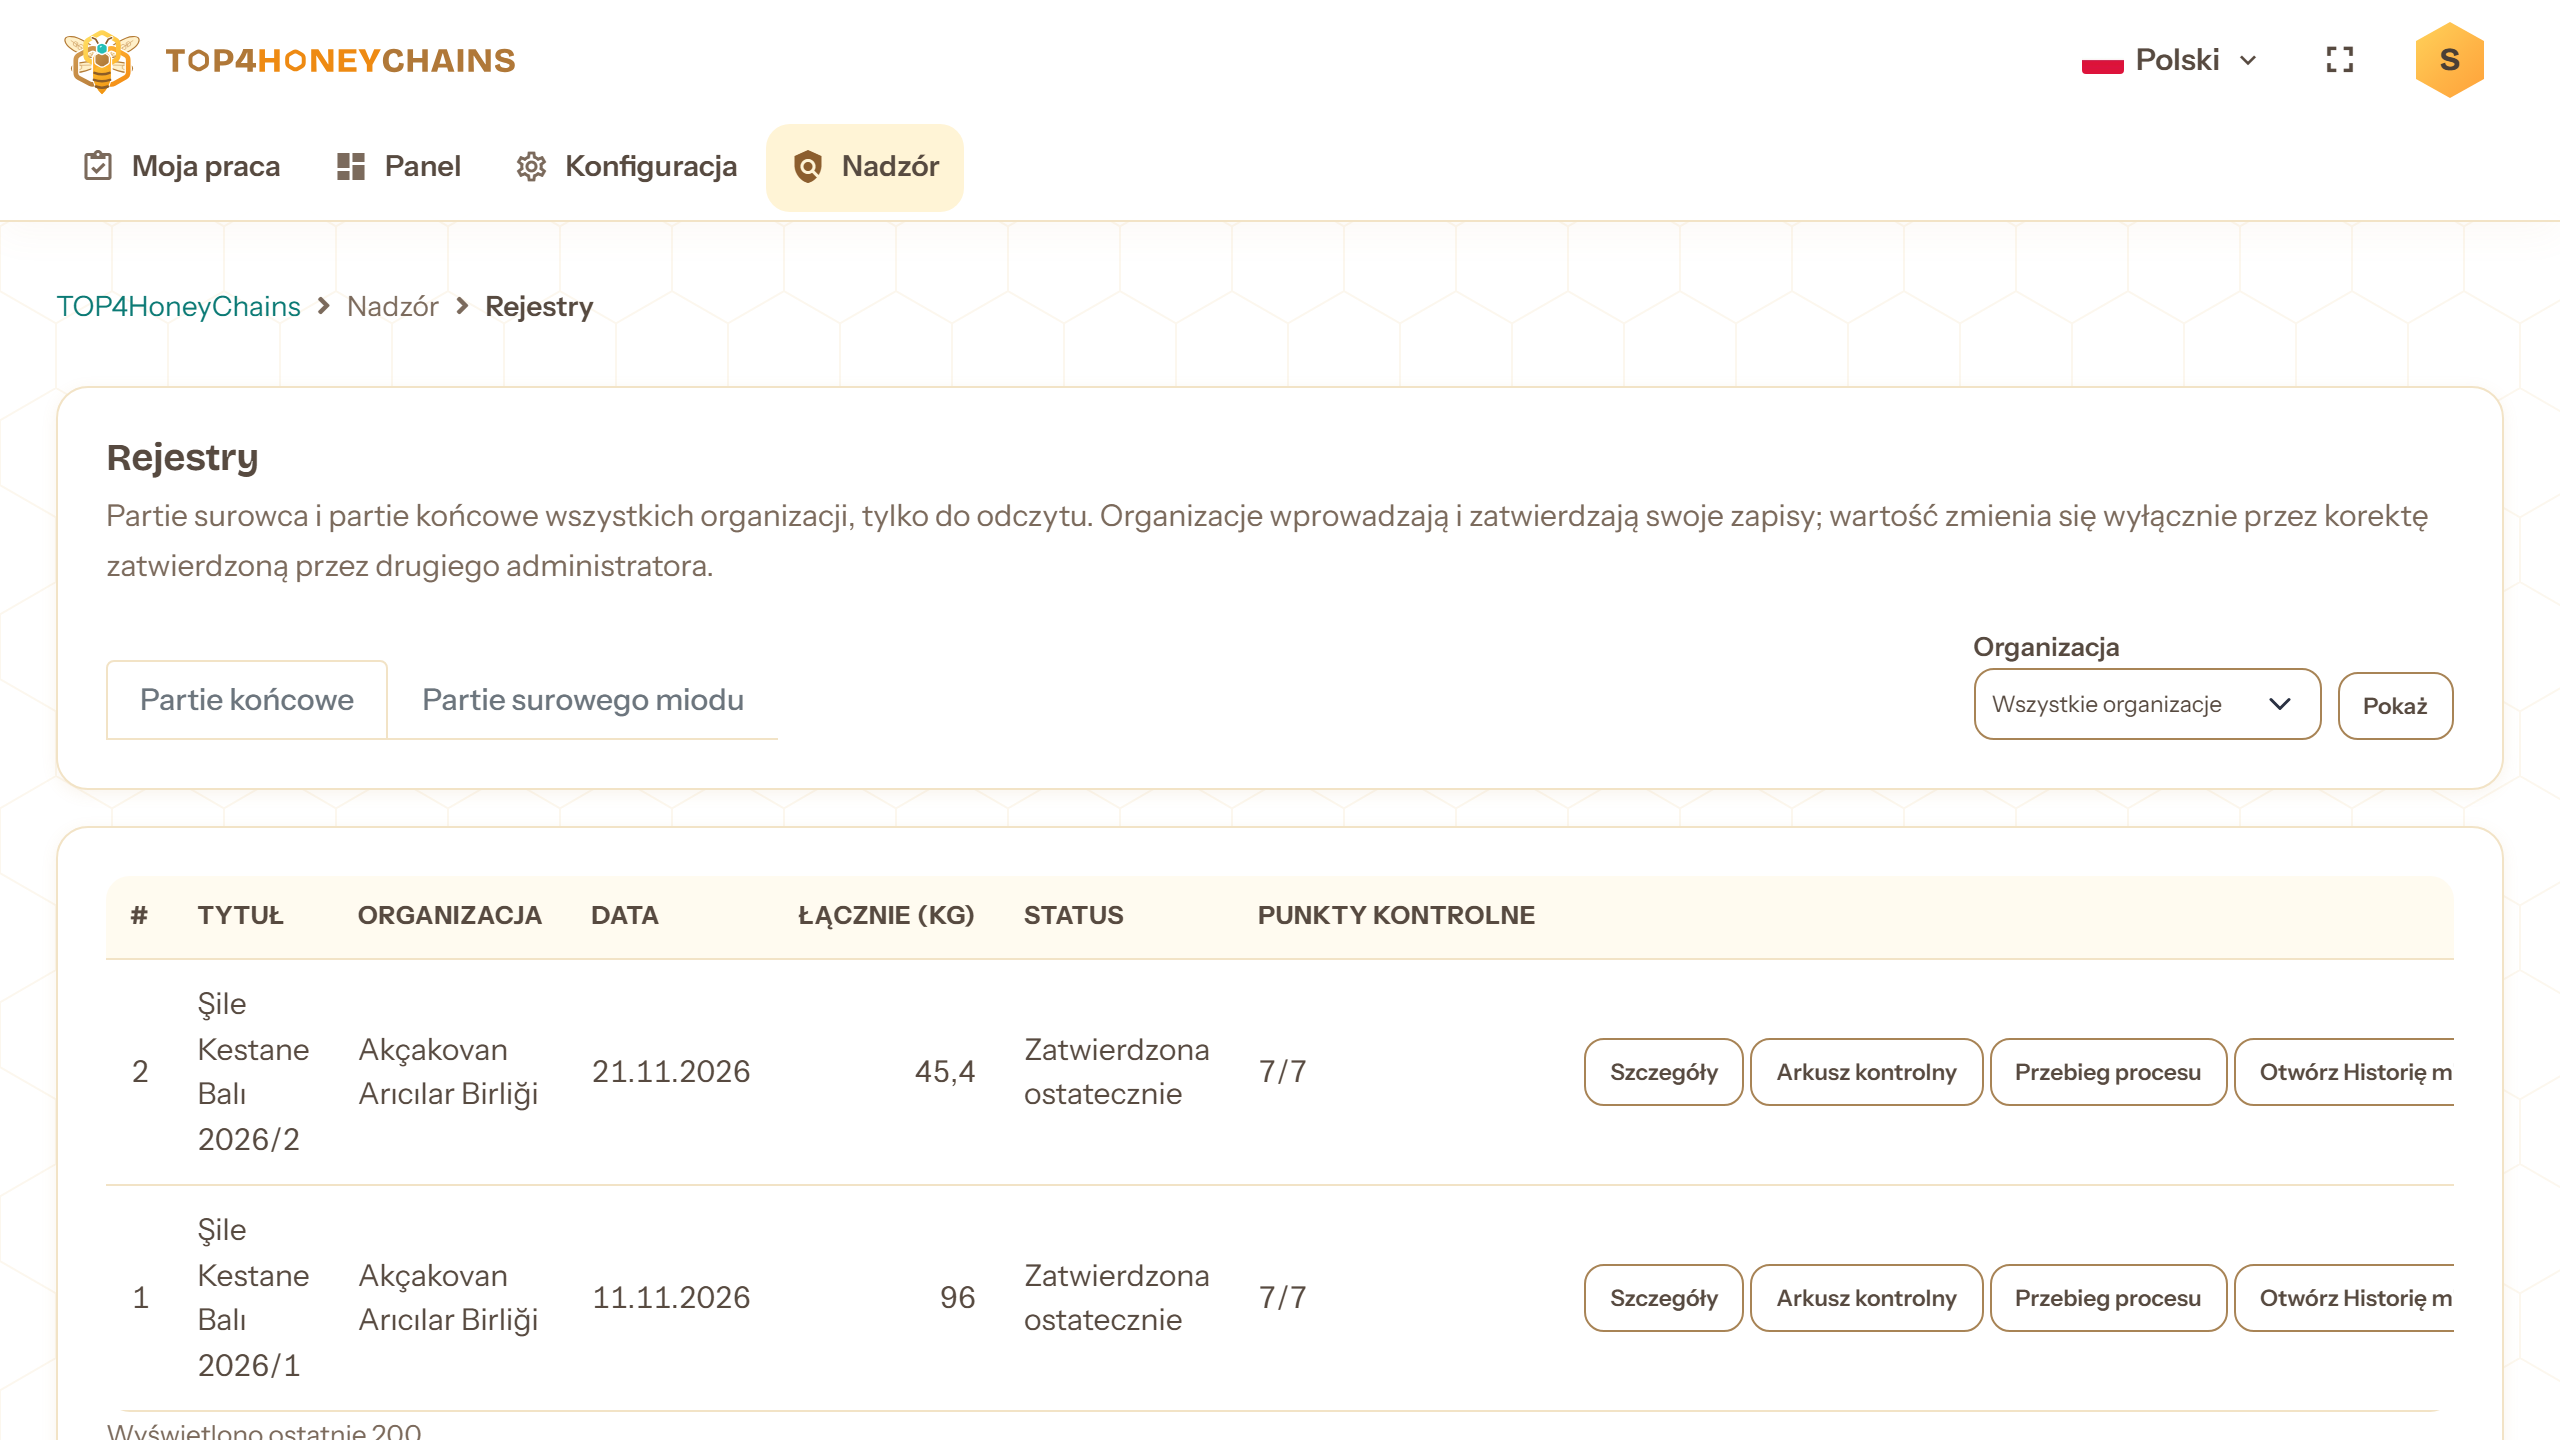 TOP4HONEYCHAINS
Polski
S
Moja praca
Panel
Konfiguracja
Nadzór
TOP4HoneyChains > Nadzór > Rejestry
Rejestry
Partie surowca i partie końcowe wszystkich organizacji, tylko do odczytu. Organizacje wprowadzają i zatwierdzają swoje zapisy; wartość zmienia się wyłącznie przez korektę
zatwierdzoną przez drugiego administratora.
Organizacja
Partie końcowe
Partie surowego miodu
Wszystkie organizacje
Pokaż
# TYTUŁ ORGANIZACJA DATA ŁĄCZNIE (KG) STATUS PUNKTY KONTROLNE
Şile
Kestane
Balı
2026/2
2
Akçakovan
Arıcılar Birliği
21.11.2026
45,4
Zatwierdzona
ostatecznie
7/7
Szczegóły
Arkusz kontrolny
Przebieg procesu
Otwórz Historię m
Şile
Kestane
Balı
2026/1
1
Akçakovan
Arıcılar Birliği
11.11.2026
96
Zatwierdzona
ostatecznie
7/7
Szczegóły
Arkusz kontrolny
Przebieg procesu
Otwórz Historię m
Wyświetlono ostatnie 200